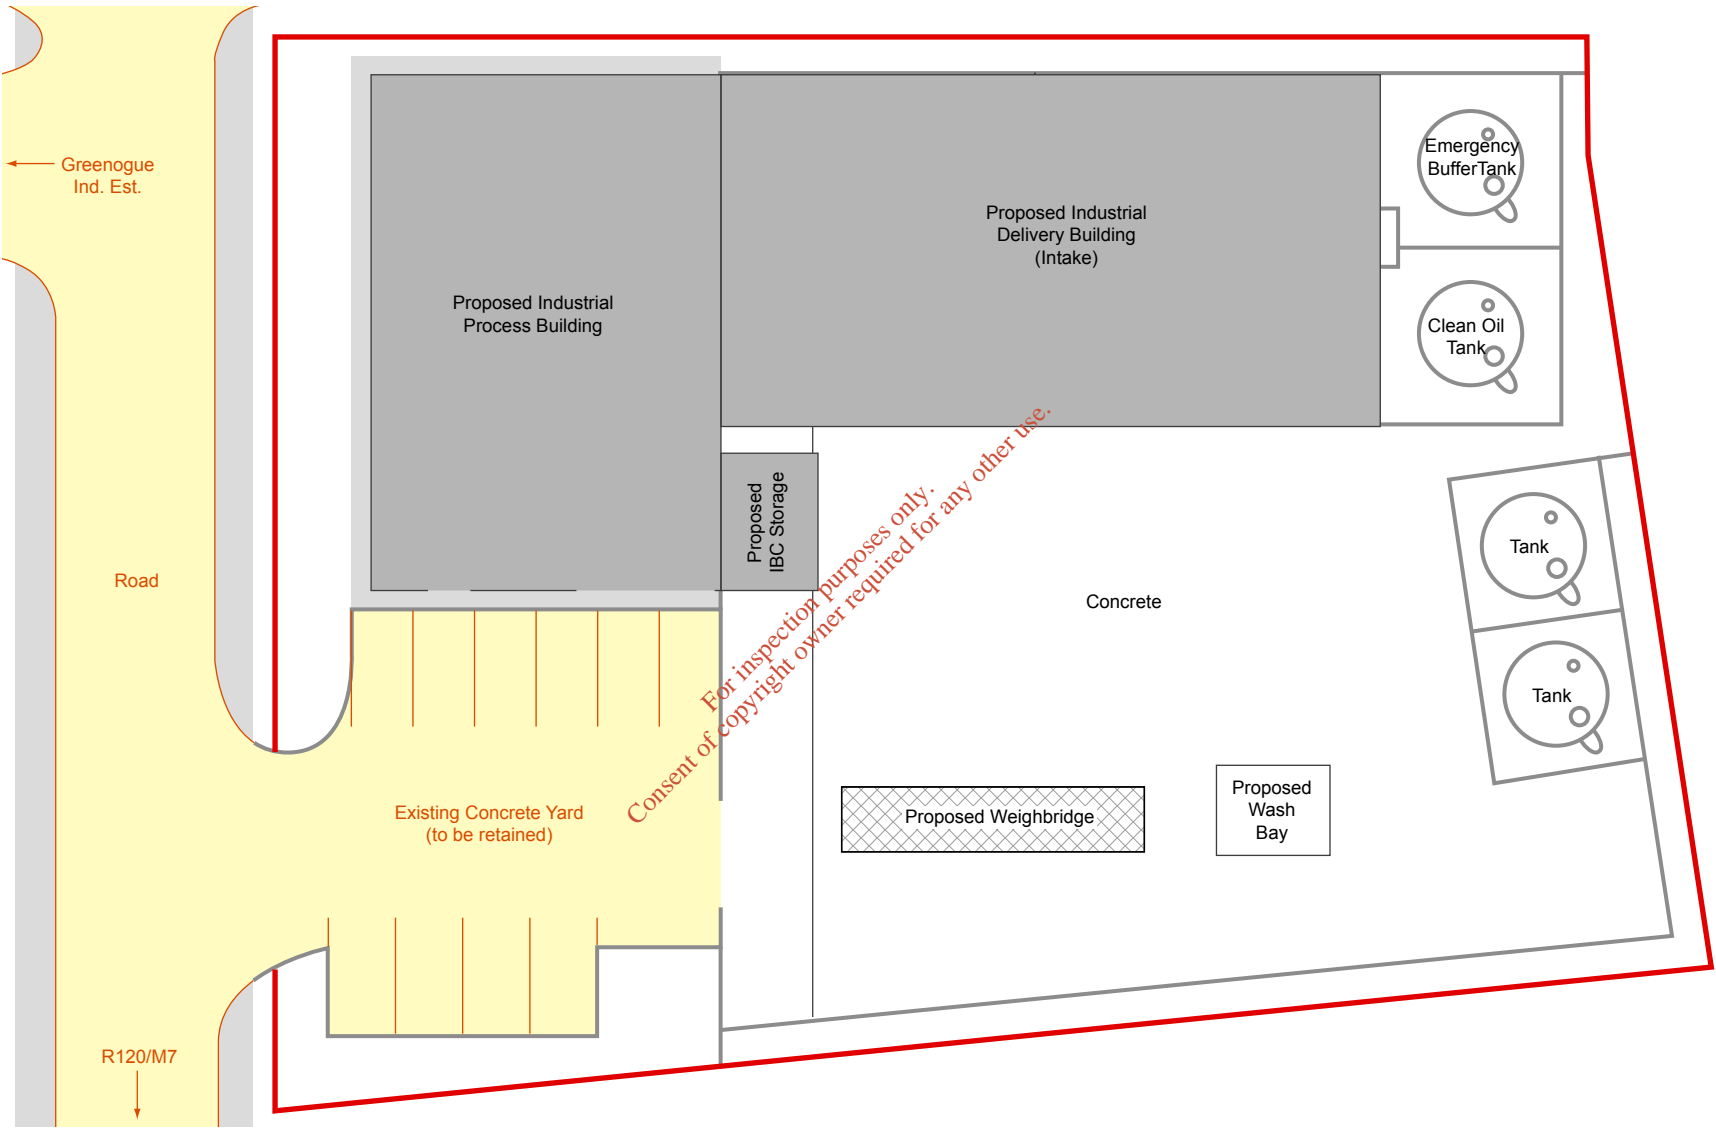 Greenogue
Ind. Est.
Proposed Industrial
Process Building
Proposed Industrial
Delivery Building
(Intake)
Emergency
BufferTank
Clean Oil
Tank
Proposed
IBC Storage
Tank
Tank
Concrete
Road
For inspection purposes only.
Consent of copyright owner required for any other use.
Existing Concrete Yard
(to be retained)
Proposed Weighbridge
Proposed
Wash
Bay
R120/M7